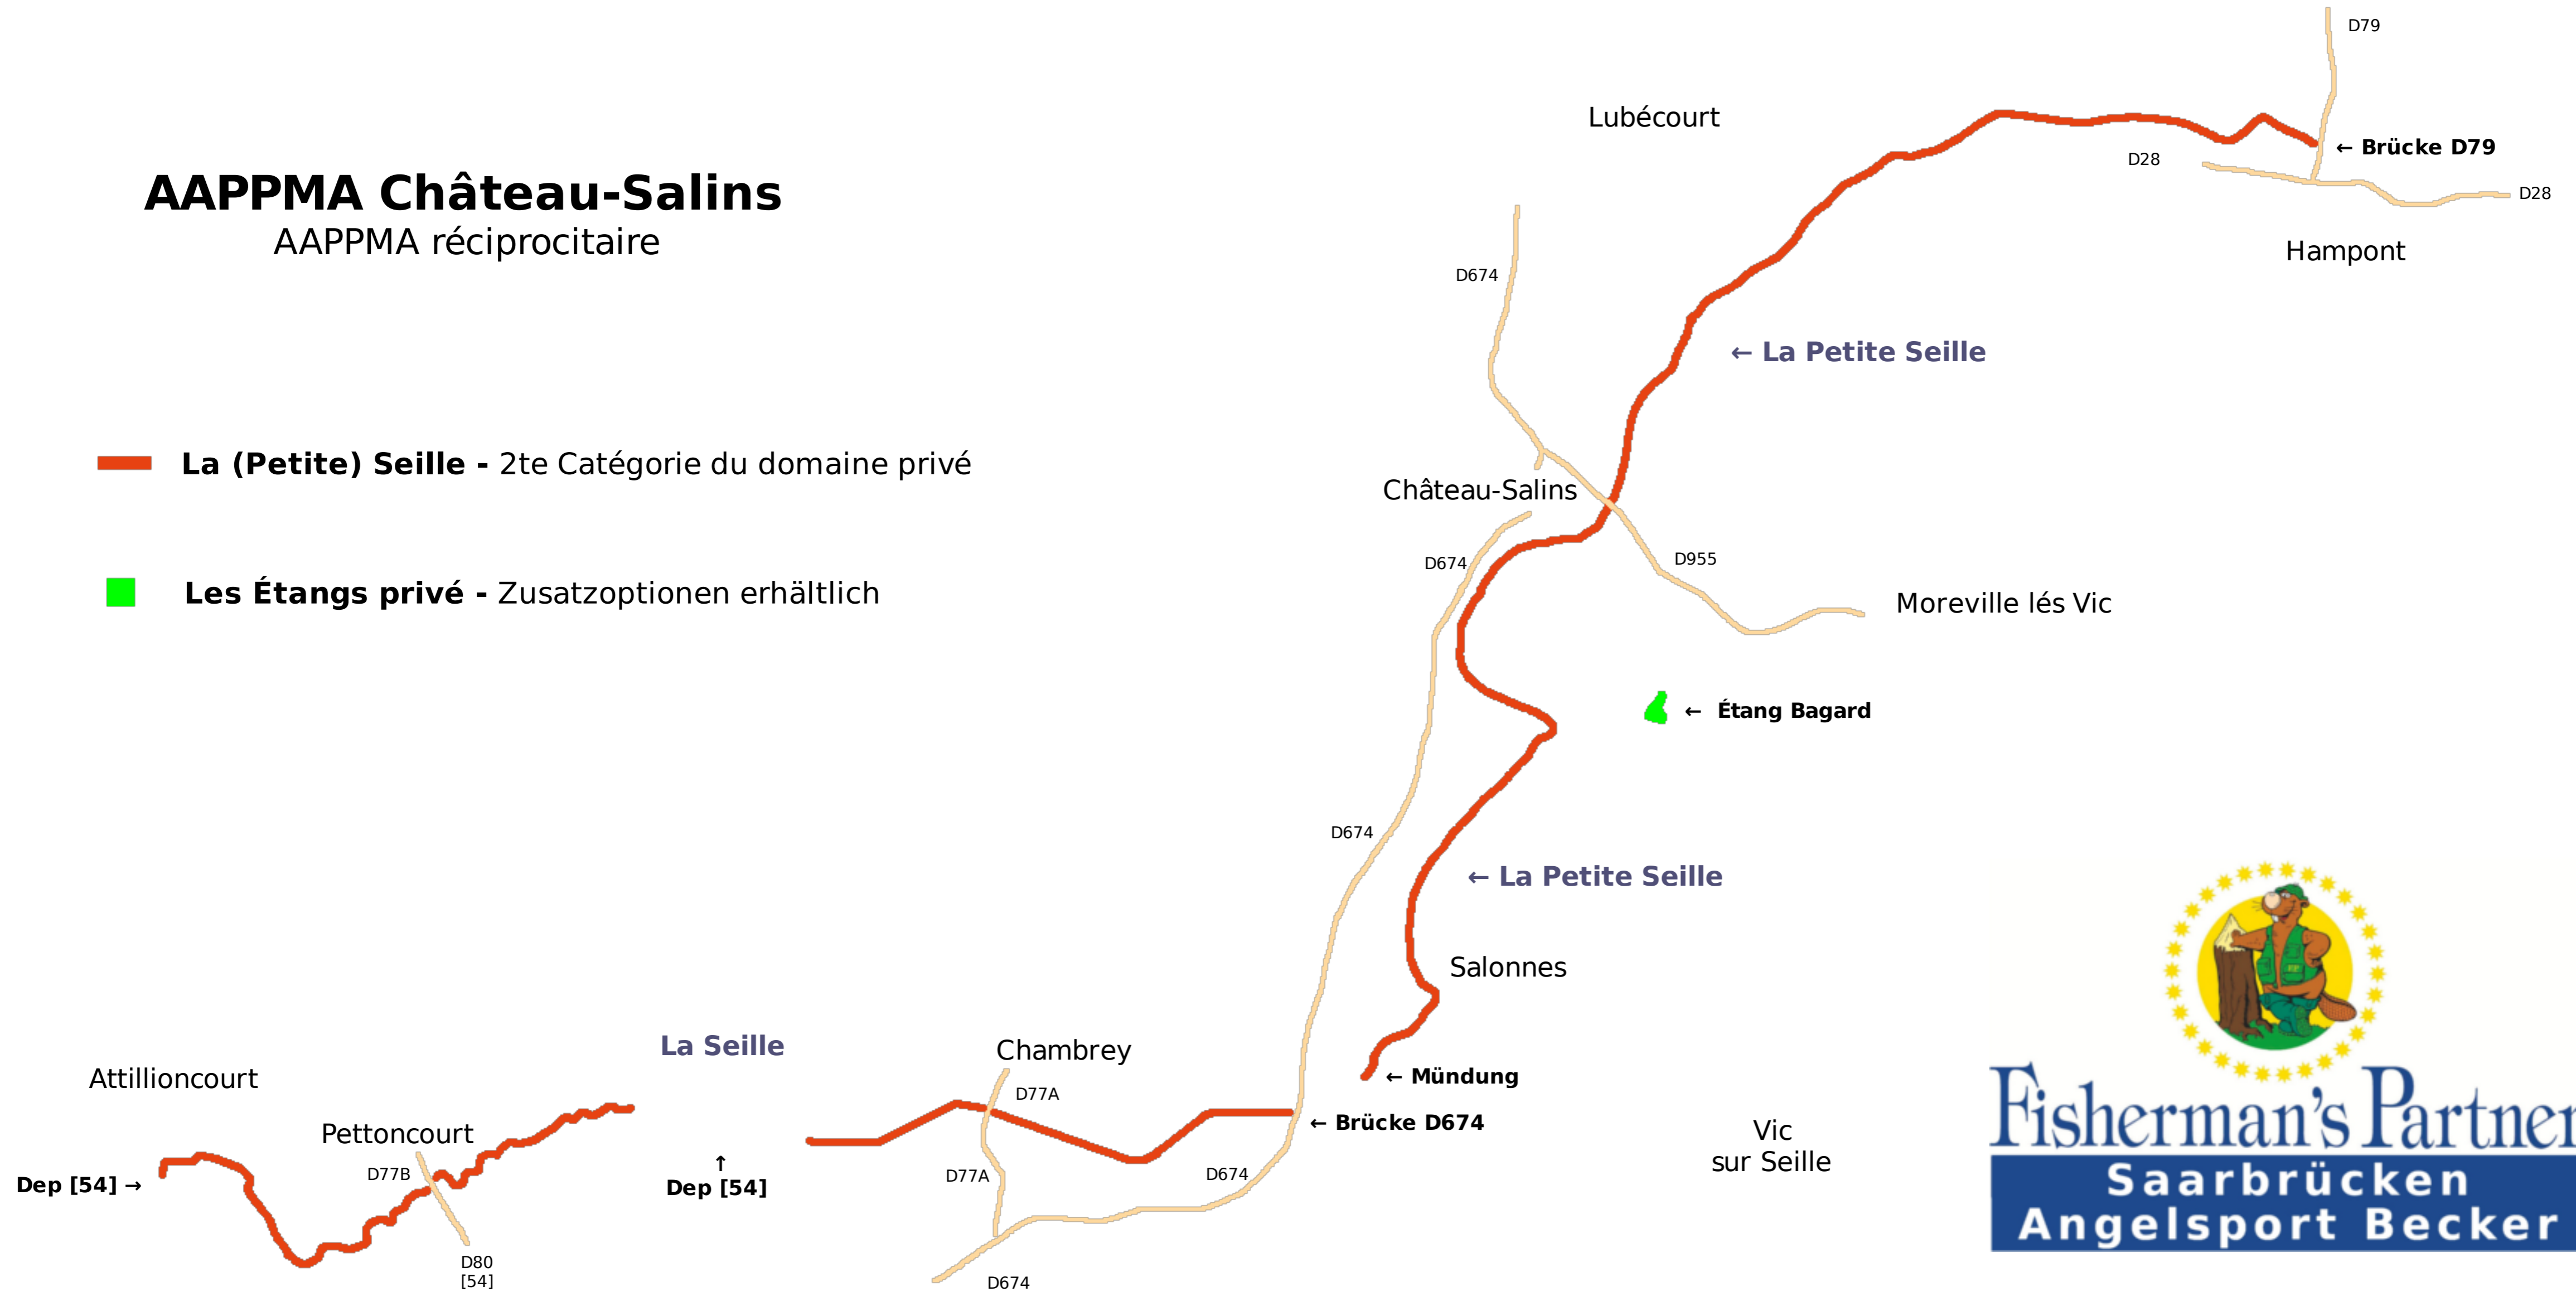 D79
Lubécourt
← Brücke D79
D28
D28
AAPPMA Château-Salins
AAPPMA réciprocitaire
Hampont
D674
← La Petite Seille
La (Petite) Seille - 2te Catégorie du domaine privé
Château-Salins
D674
D955
Les Étangs privé - Zusatzoptionen erhältlich
Moreville lés Vic
← Étang Bagard
D674
← La Petite Seille
Salonnes
La Seille
Chambrey
Attillioncourt
← Mündung
D77A
← Brücke D674
Pettoncourt
Vic
sur Seille
D77B
D77A
D674
Dep [54] →
↑
Dep [54]
D80
[54]
D674
Fisherman's Partner
Saarbrücken
Angelsport Becker